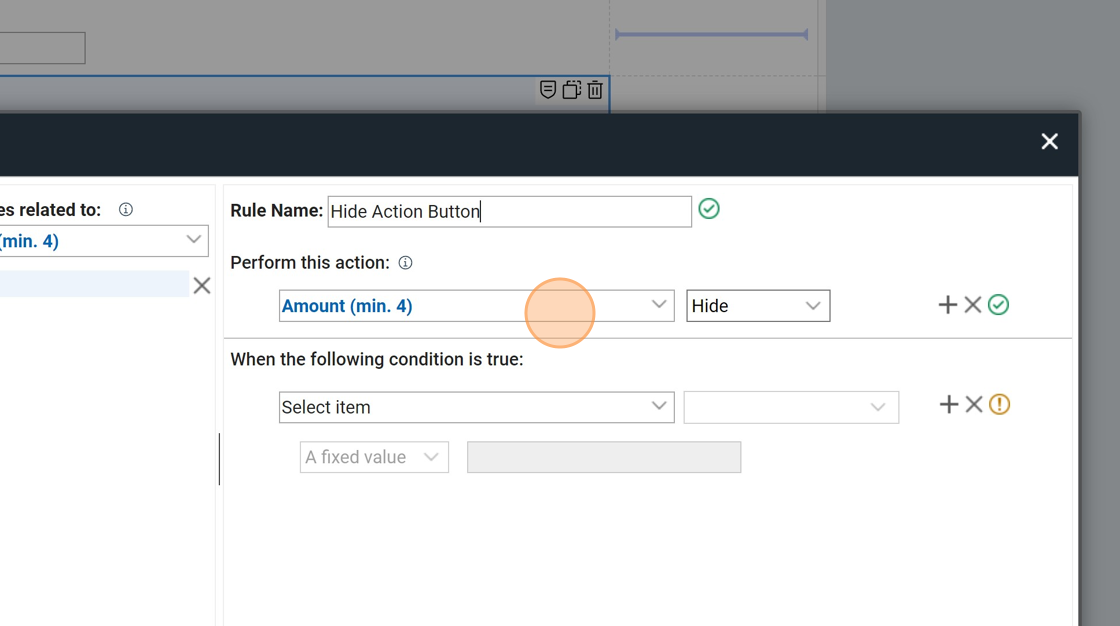 es related to:
(min. 4)
Rule Name: Hide Action Button
Perform this action:
Amount (min. 4) Hide
When the following condition is true:
Select item
A fixed value